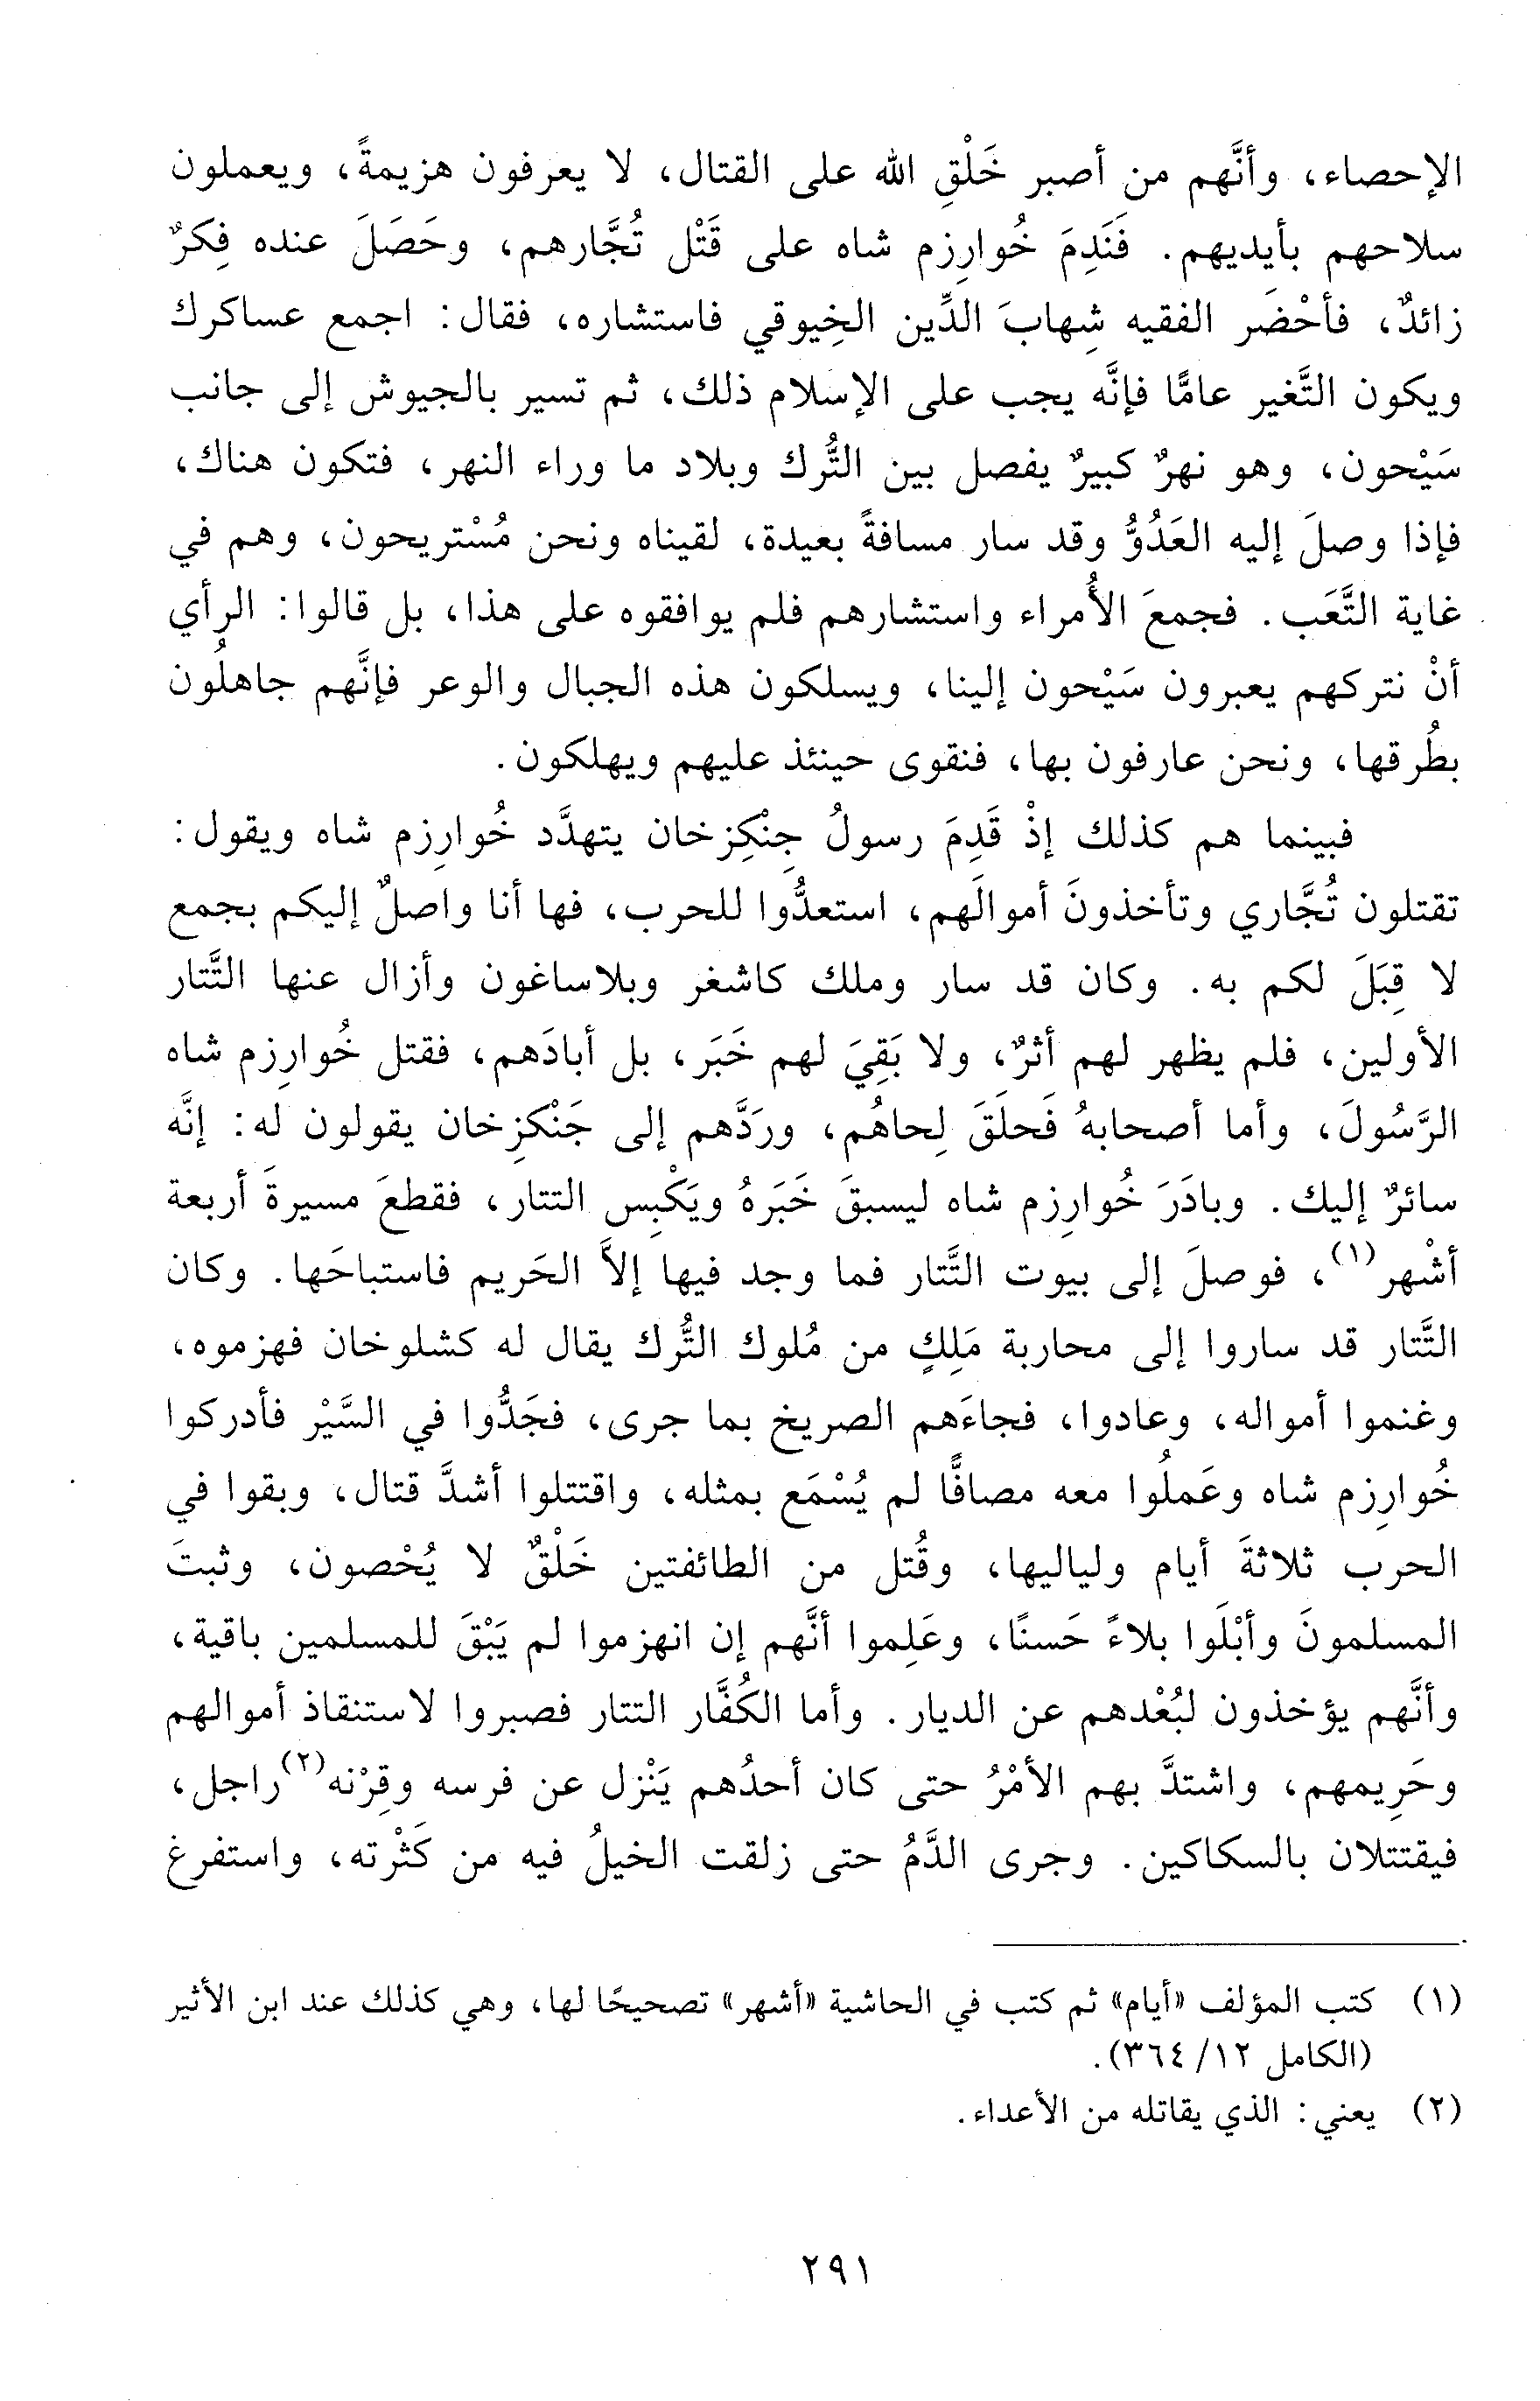 الإحصاء، وأنَّهم من أصبر خَلْقِ الله على القتال، لا يعرفون هزيمةً، ويعملون
سلاحهم بأيديهم. فَنَدِمَ خُوارِزم شاه على قَتْل تُجَّارهم، وحَصَلَ عنده فِكرٌ
زائدٌ، فأحْضَر الفقيه شِهابَ الدِّين الخِيوقي فاستشاره، فقال: اجمع عساكرك
ويكون التَّغير عامًّا فإنَّه يجب على الإسلام ذلك، ثم تسير بالجيوش إلى جانب
سَيْحون، وهو نهرٌ كبيرٌ يفصل بين التُّرك وبلاد ما وراء النهر، فتكون هناك،
فإذا وصلَ إليه العَدُوُّ وقد سار مسافةً بعيدة، لقيناه ونحن مُسْتريحون، وهم في
غاية التَّعَب. فجمعَ الأُمراء واستشارهم فلم يوافقوه على هذا، بل قالوا: الرأي
أنْ نتركهم يعبرون سَيْحون إلينا، ويسلكون هذه الجبال والوعر فإنَّهم جاهلُون
بطُرقها، ونحن عارفون بها، فنقوى حينئذ عليهم ويهلكون.
فبينما هم كذلك إذْ قَدِمَ رسولُ جِنْكِزخان يتهدَّد خُوارِزم شاه ويقول:
تقتلون تُجَّاري وتأخذونَ أموالَهم، استعدُّوا للحرب، فها أنا واصلٌ إليكم بجمع
لا قِبَلَ لكم به. وكان قد سار وملك كاشغر وبلاساغون وأزال عنها التَّتار
الأولين، فلم يظهر لهم أثرٌ، ولا بَقِيَ لهم خَبَر، بل أبادَهم، فقتل خُوارِزم شاه
الرَّسُولَ، وأما أصحابهُ فَحلَقَ لِحاهُم، وردَّهم إلى جَنْكزِخان يقولون له: إنَّه
سائرٌ إليك. وبادَرَ خُوارِزم شاه ليسبقَ خَبَرهُ ويَكْبِس التتار، فقطعَ مسيرةَ أربعة
أشْهر(١)، فوصلَ إلى بيوت التَّتار فما وجد فيها إلاَّ الحَريم فاستباحَها. وكان
التَّتار قد ساروا إلى محاربة مَلِكٍ من مُلوك التُّرك يقال له كشلوخان فهزموه،
وغنموا أمواله، وعادوا، فجاءَهم الصريخ بما جرى، فجَدُّوا في السَّيْر فأدركوا
خُوارِزم شاه وعَملُوا معه مصافًّا لم يُسْمَع بمثله، واقتتلوا أشدَّ قتال، وبقوا في
الحرب ثلاثةَ أيام ولياليها، وقُتل من الطائفتين خَلْقٌ لا يُحْصون، وثبتَ
المسلمونَ وأبْلَوا بلاءً حَسنًا، وعَلِموا أنَّهم إن انهزموا لم يَبْقَ للمسلمين باقية،
وأنَّهم يؤخذون لبُعْدهم عن الديار. وأما الكُفَّار التتار فصبروا لاستنقاذ أموالهم
وحَرِيمهم، واشتدَّ بهم الأمْرُ حتى كان أحدُهم يَنْزل عن فرسه وقِرْنه(٢) راجل،
فيقتتلان بالسكاكين. وجرى الدَّمُ حتى زلقت الخيلُ فيه من كَثْرته، واستفرغ
(١) كتب المؤلف «أيام» ثم كتب في الحاشية «أشهر» تصحيحًا لها، وهي كذلك عند ابن الأثير
(الكامل ١٢/ ٣٦٤).
(٢) يعني: الذي يقاتله من الأعداء.
٢٩١